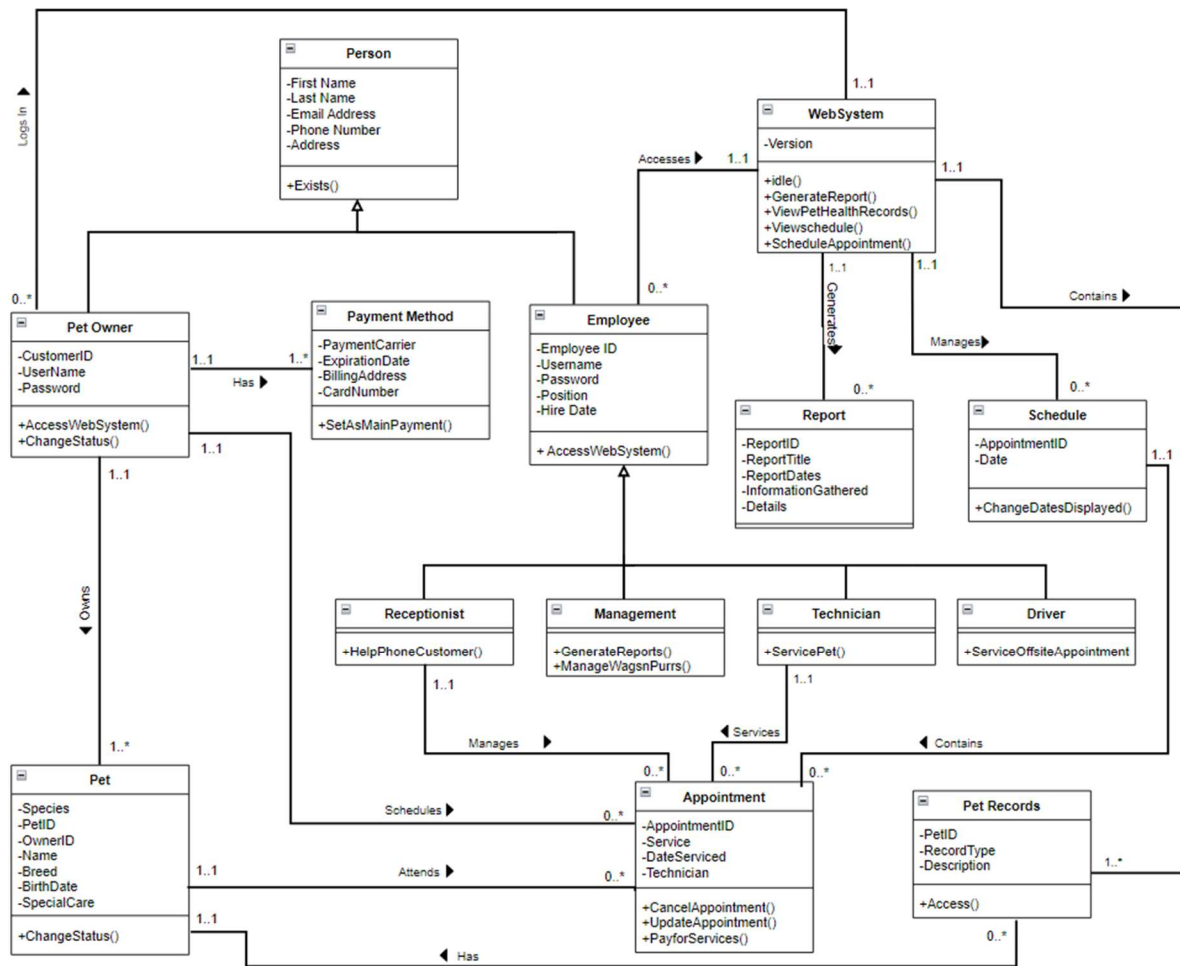 Person
-First Name
-Last Name
-Email Address
-Phone Number
-Address
+Exists()
Logs In
1..1
WebSystem
-Version
+idle()
+GenerateReport()
+ViewPetHealthRecords()
+Viewschedule()
+ScheduleAppointment()
Accesses
1..1
1..1
1..1
1..1
0..*
0..*
Generates
Contains
Pet Owner
-CustomerID
-UserName
-Password
+AccessWebSystem()
+ChangeStatus()
1..1
Has
1..*
Payment Method
-PaymentCarrier
-ExpirationDate
-BillingAddress
-CardNumber
+SetAsMainPayment()
Employee
-Employee ID
-Username
-Password
-Position
-Hire Date
+ AccessWebSystem()
Manages
0..*
0..*
Report
-ReportID
-ReportTitle
-ReportDates
-InformationGathered
-Details
Schedule
-AppointmentID
-Date
+ChangeDatesDisplayed()
1..1
1..1
1..1
Owns
Receptionist
+HelpPhoneCustomer()
Management
+GenerateReports()
+ManageWagsnPurrs()
Technician
+ServicePet()
Driver
+ServiceOffsiteAppointment
1..1
1..1
1..*
Manages
Services
Contains
0..*
0..*
0..*
Pet
-Species
-PetID
-OwnerID
-Name
-Breed
-BirthDate
-SpecialCare
+ChangeStatus()
Schedules
0..*
1..1
Attends
0..*
1..1
Appointment
-AppointmentID
-Service
-DateServiced
-Technician
+CancelAppointment()
+UpdateAppointment()
+PayforServices()
Pet Records
-PetID
-RecordType
-Description
+Access()
1..*
0..*
Has